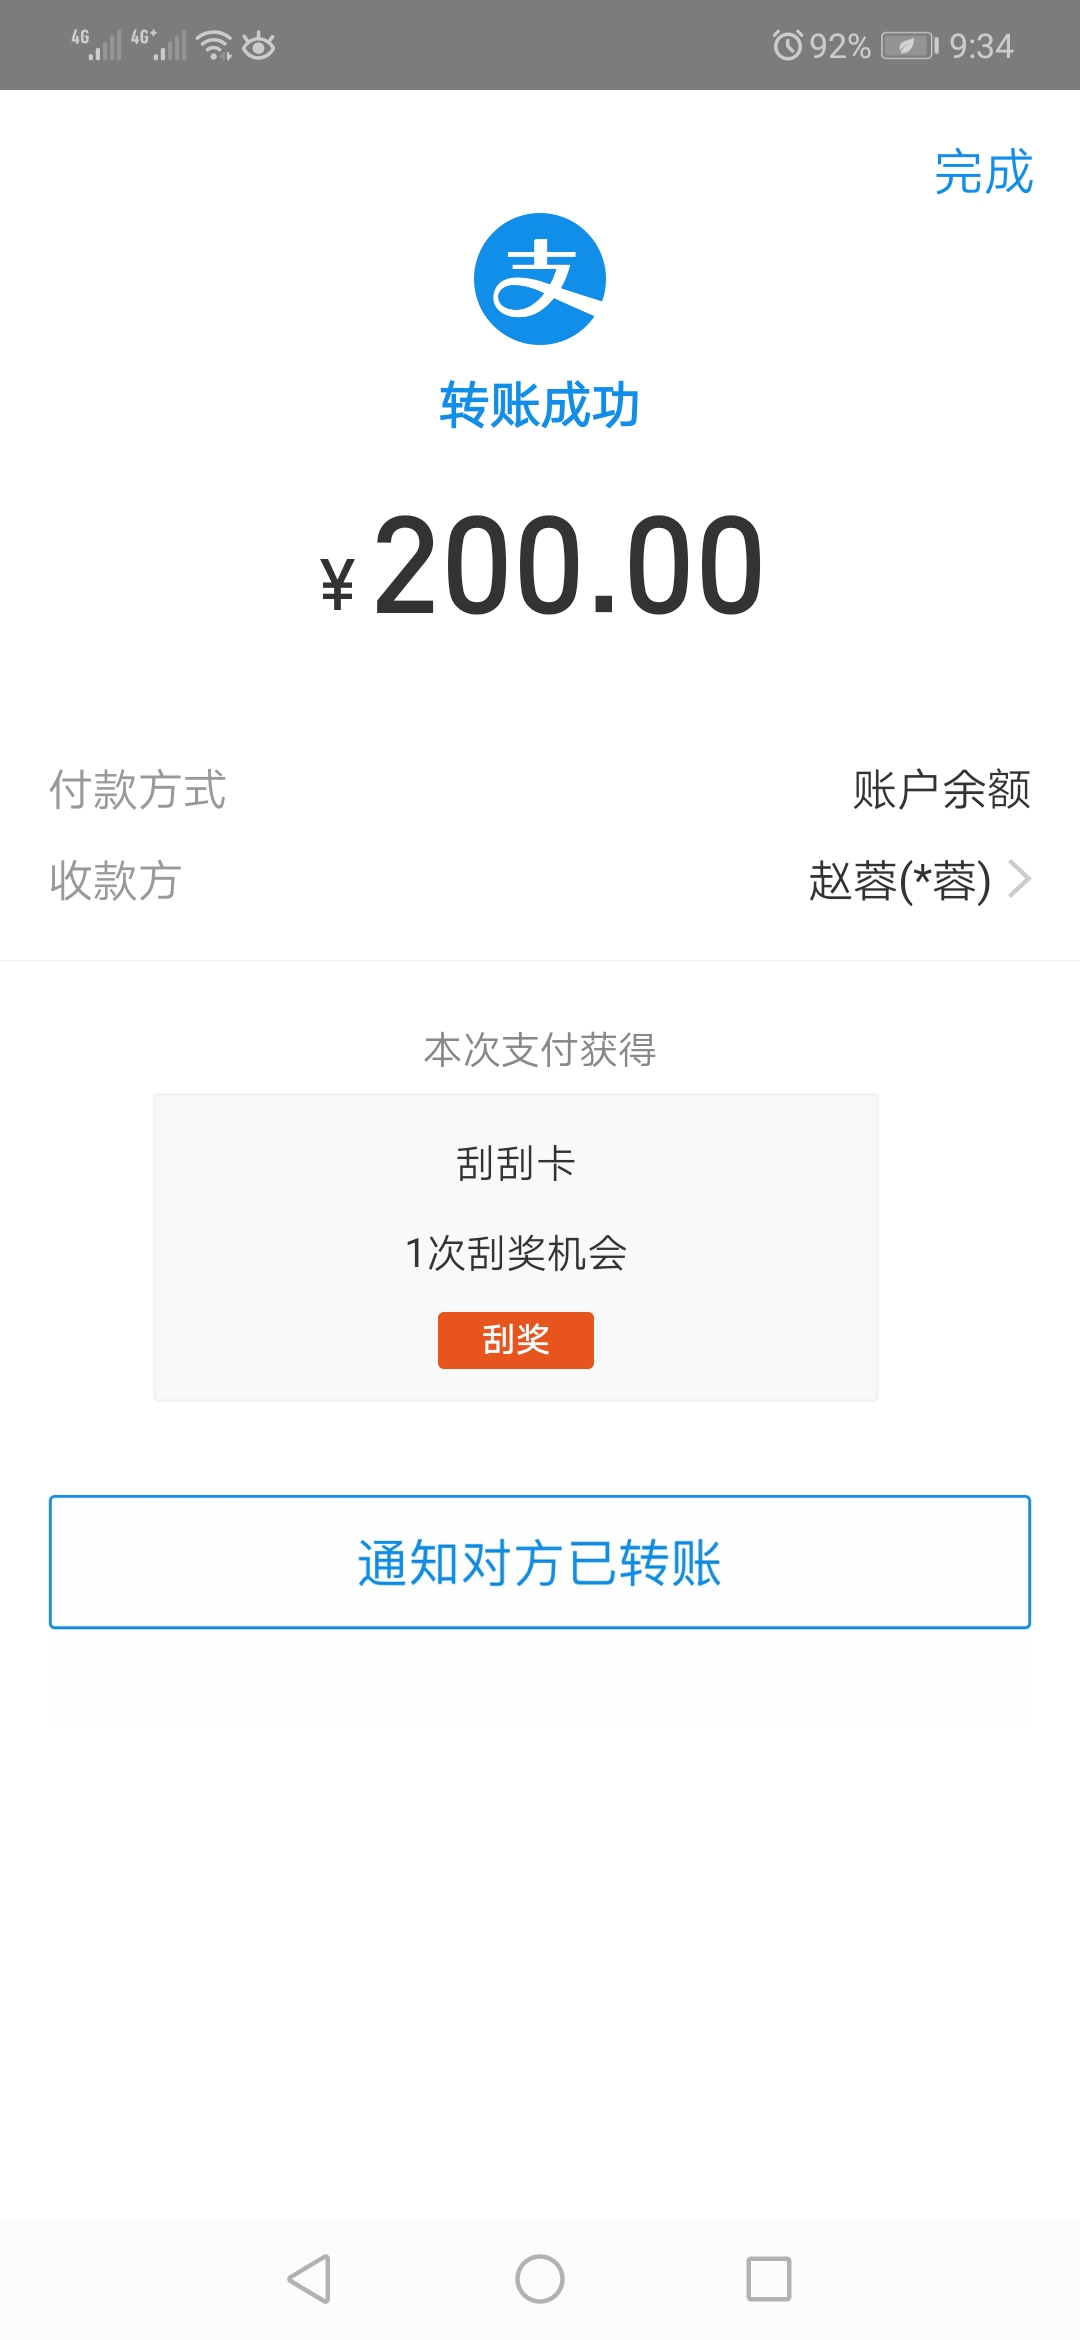 4G 4G+ 92% 9:34
完成
支
转账成功
¥200.00
付款方式 账户余额
收款方 赵蓉(*蓉)
本次支付获得
刮刮卡
1次刮奖机会
刮奖
通知对方已转账